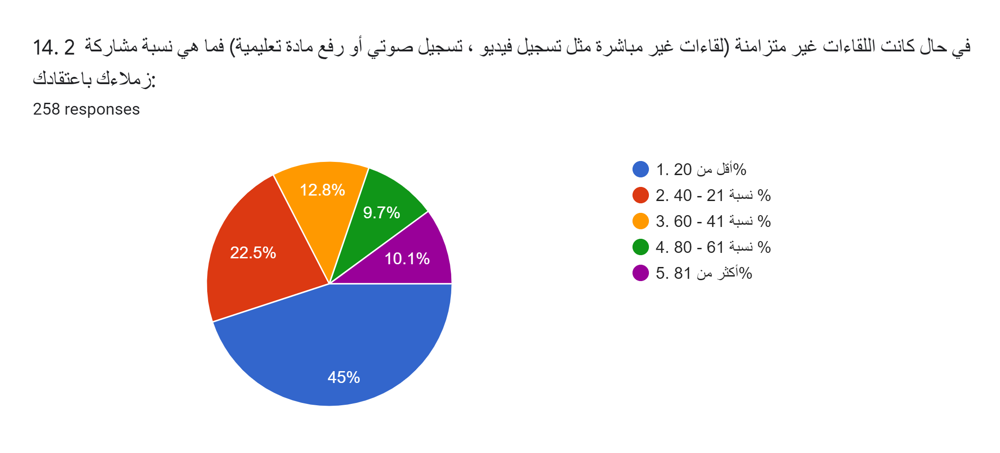 14. 2 في حال كانت اللقاءات غير متزامنة (لقاءات غير مباشرة مثل تسجيل فيديو ، تسجيل صوتي أو رفع مادة تعليمية) فما هي نسبة مشاركة
زملاءك باعتقادك:
258 responses
12.8%
9.7%
22.5%
10.1%
45%
1. أقل من 20%
2. نسبة 21 - 40 %
3. نسبة 41 - 60 %
4. نسبة 61 - 80 %
5. أكثر من 81%